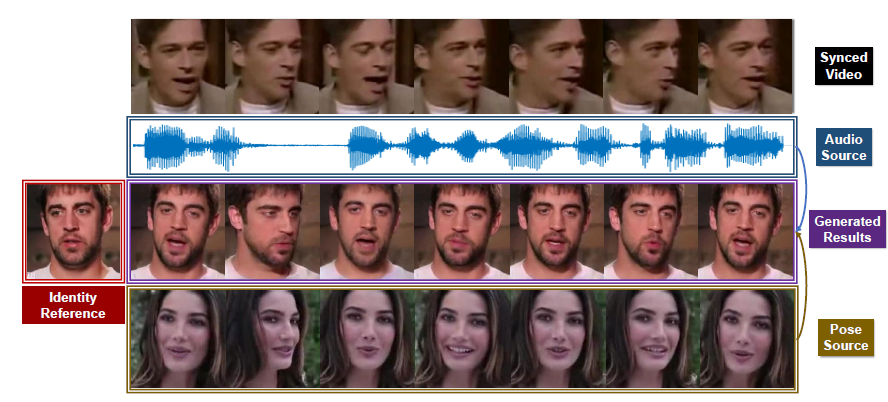 Synced
Video
Audio
Source
Generated
Results
Identity
Reference
Pose
Source